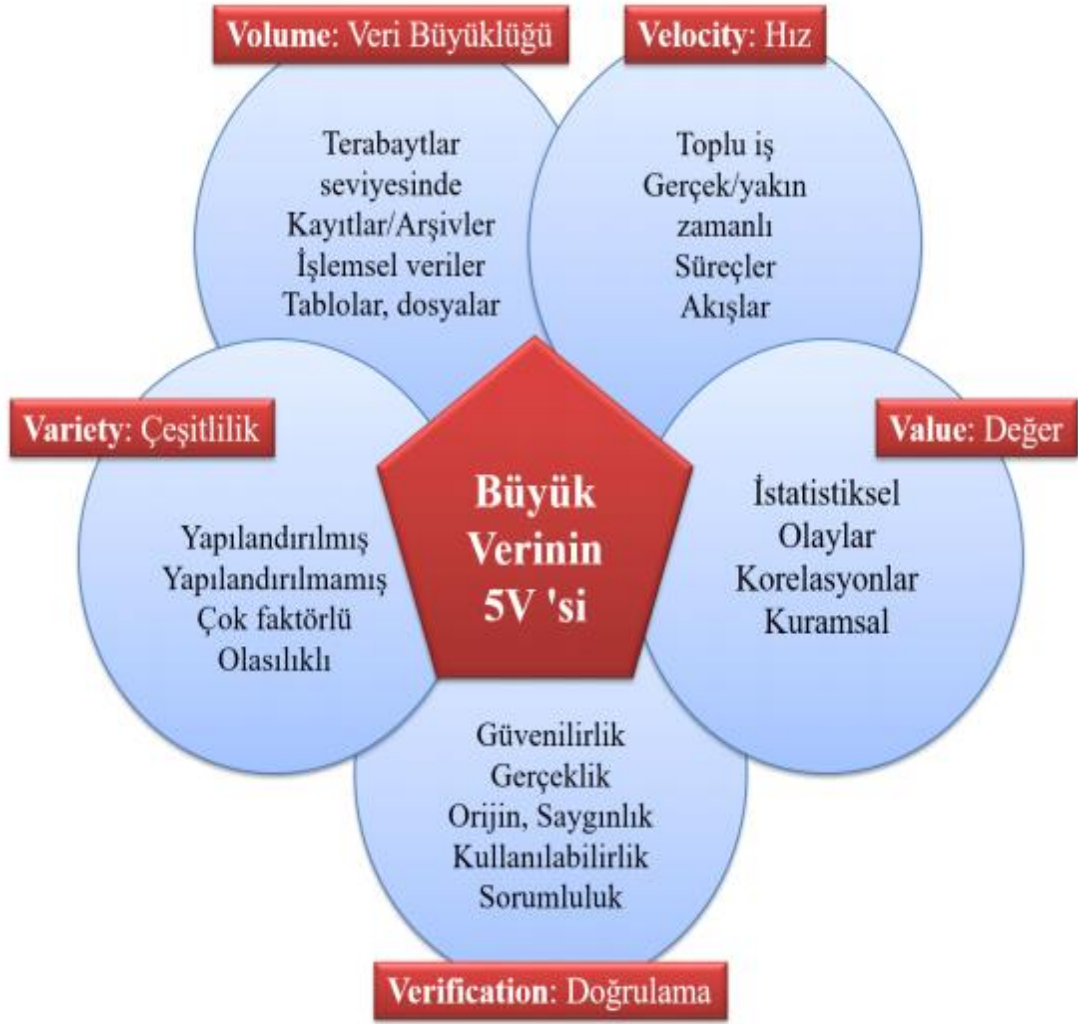 Volume: Veri Büyüklüğü
Terabaytlar
seviyesinde
Kayıtlar/Arşivler
İşlemsel veriler
Tablolar, dosyalar
Velocity: Hız
Toplu iş
Gerçek/yakın
zamanlı
Süreçler
Akışlar
Variety: Çeşitlilik
Yapılandırılmış
Yapılandırılmamış
Çok faktörlü
Olasılıklı
Büyük
Verinin
5V 'si
Value: Değer
İstatistiksel
Olaylar
Korelasyonlar
Kuramsal
Güvenilirlik
Gerçeklik
Orijin, Saygınlık
Kullanılabilirlik
Sorumluluk
Verification: Doğrulama